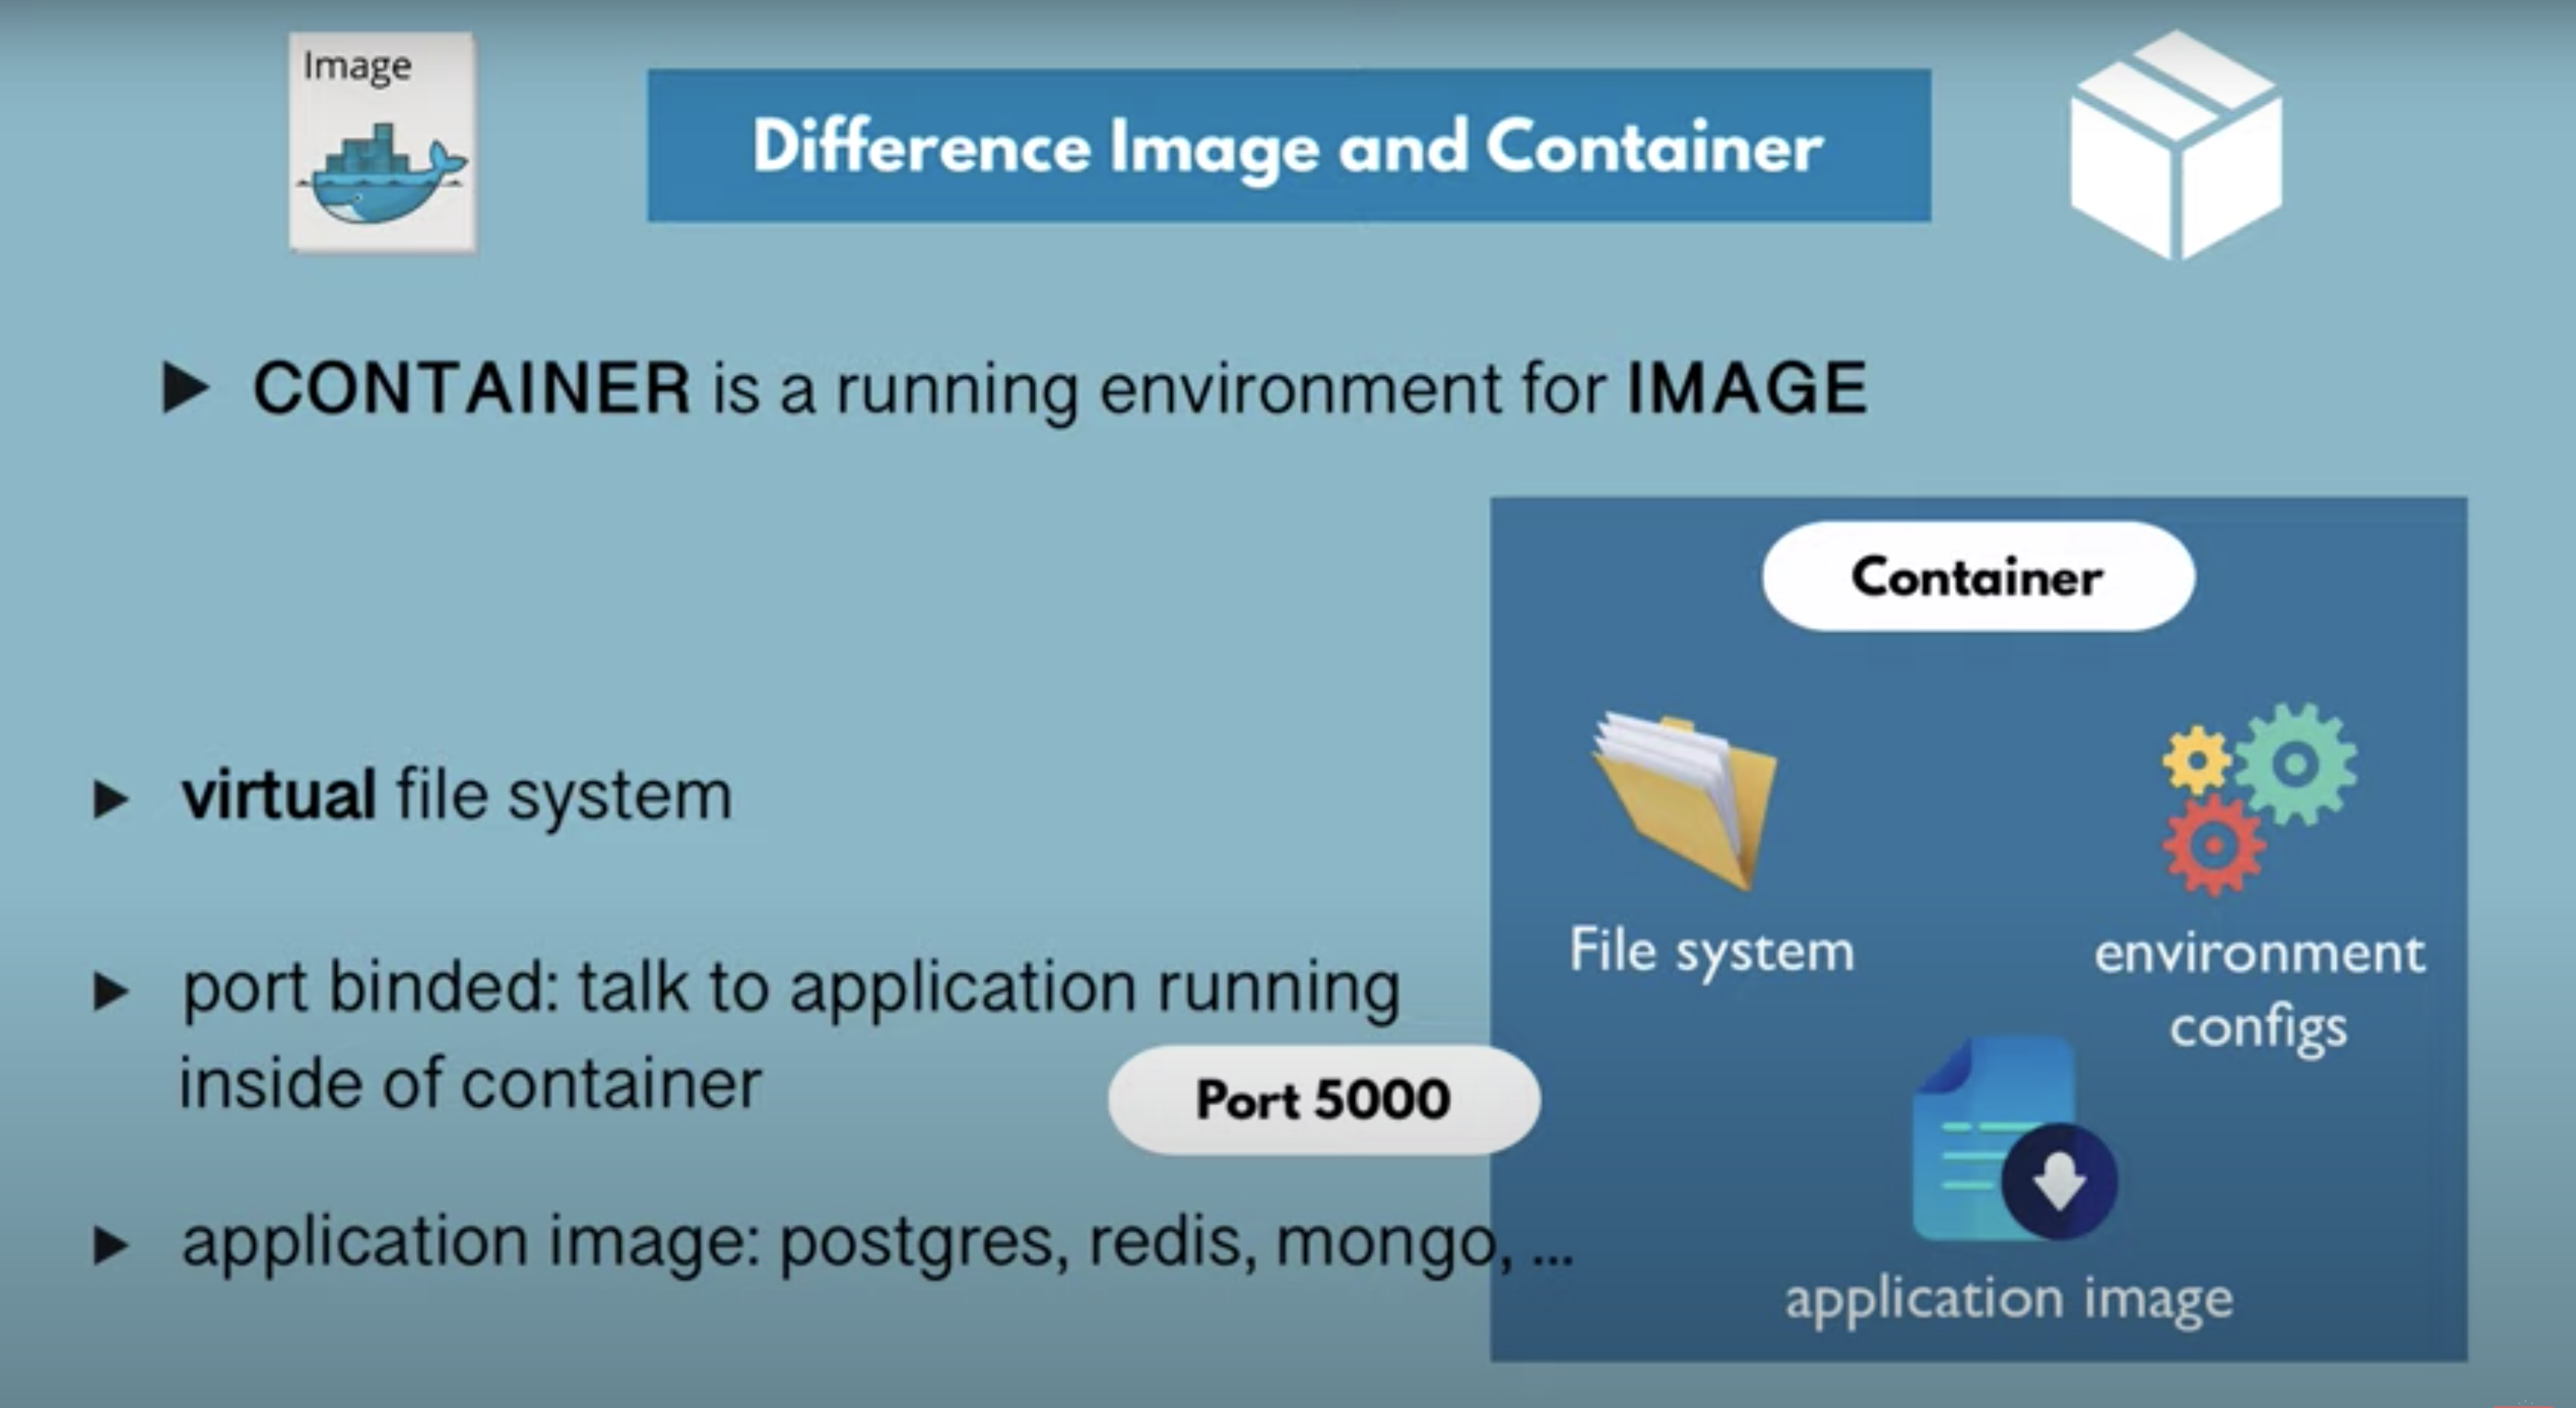 Image
Difference Image and Container
▶ CONTAINER is a running environment for IMAGE
Container
▶ virtual file system
File system
environment
configs
▶ port binded: talk to application running
inside of container
Port 5000
▶ application image: postgres, redis, mongo, ...
application image